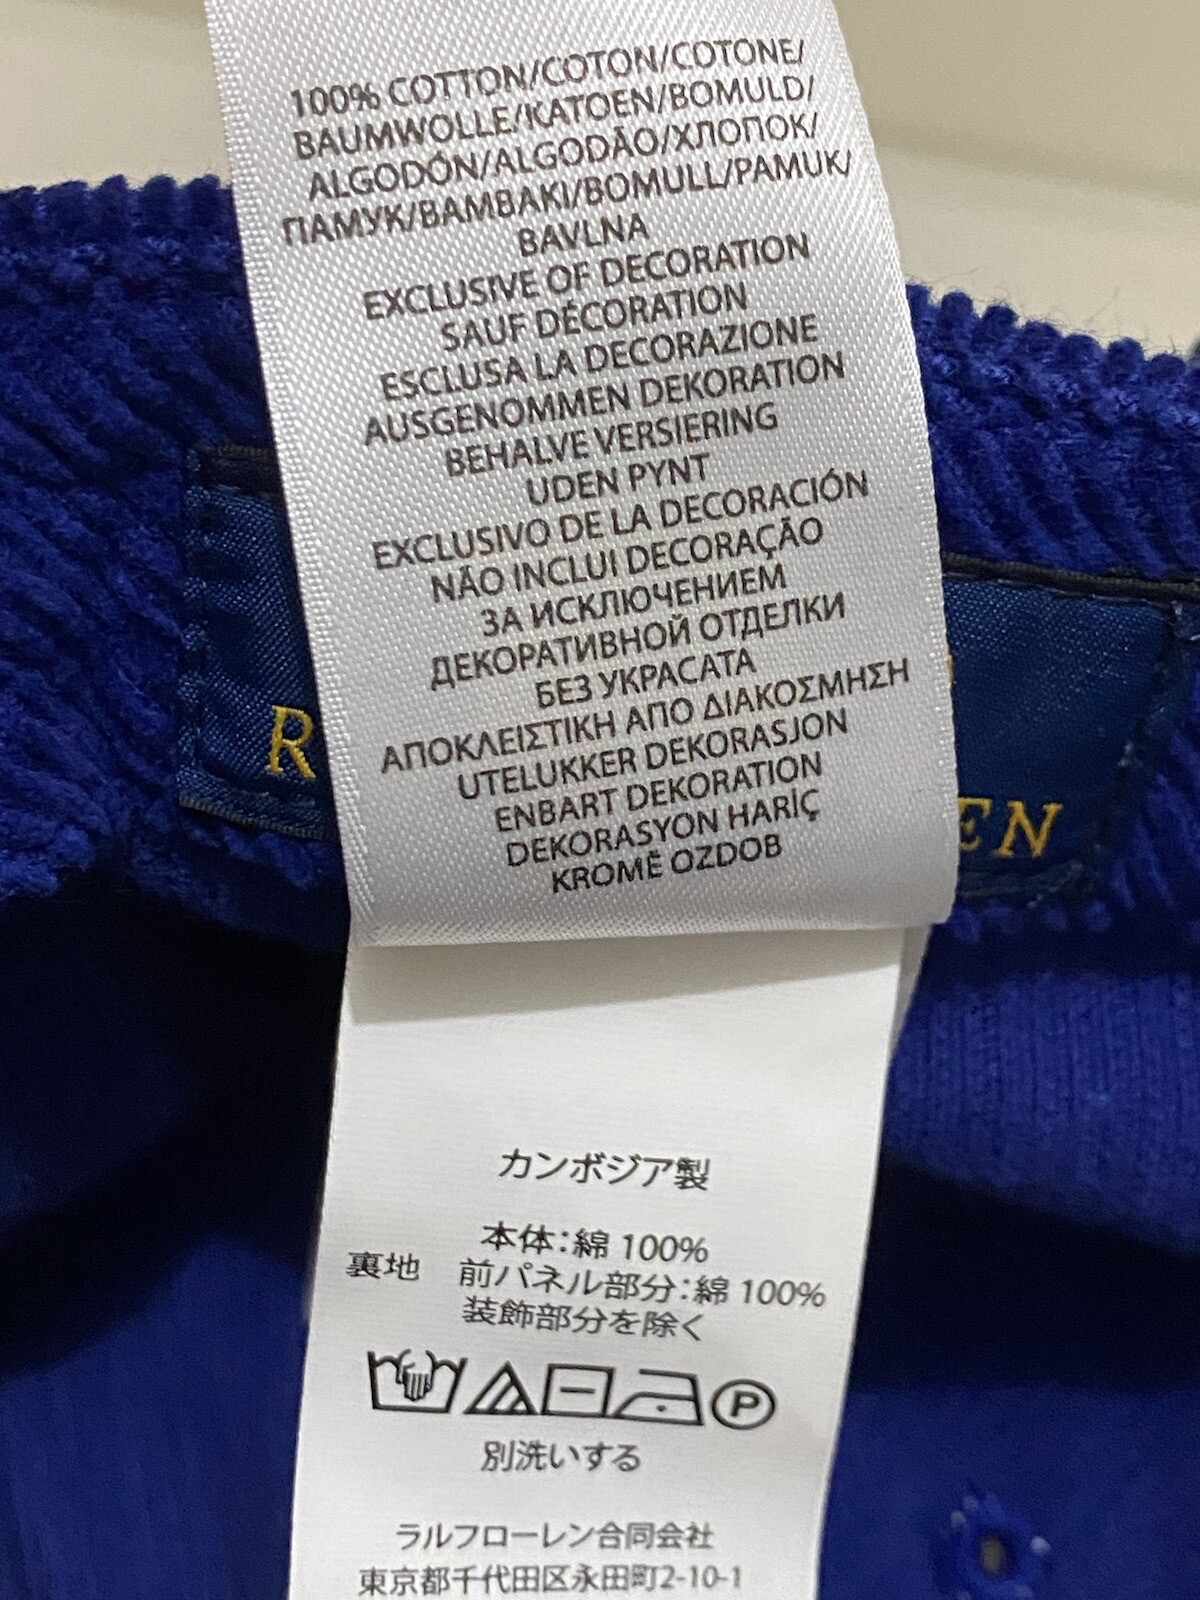 100% COTTON/COTON/COTONE/
BAUMWOLLE/KATOEN/BOMULD/
ALGODÓN/ALGODÃO/ХЛОПОК/
ПАМУК/BAMBAKI/BOMULL/PAMUK/
BAVLNA
EXCLUSIVE OF DECORATION
SAUF DÉCORATION
ESCLUSA LA DECORAZIONE
AUSGENOMMEN DEKORATION
BEHALVE VERSIERING
UDEN PYNT
EXCLUSIVO DE LA DECORACIÓN
NÃO INCLUI DECORAÇÃO
ЗА ИСКЛЮЧЕНИЕМ
ДЕКОРАТИВНОЙ ОТДЕЛКИ
БЕЗ УКРАСАТА
ΑΠΟΚΛΕΙΣΤΙΚΗ ΑΠΟ ΔΙΑΚΟΣΜΗΣΗ
UTELUKKER DEKORASJON
ENBART DEKORATION
DEKORASYON HARİÇ
KROMĚ OZDOB
R
EN
カンボジア製
本体:綿 100%
裏地 前パネル部分:綿 100%
装飾部分を除く
P
別洗いする
ラルフローレン合同会社
東京都千代田区永田町2-10-1